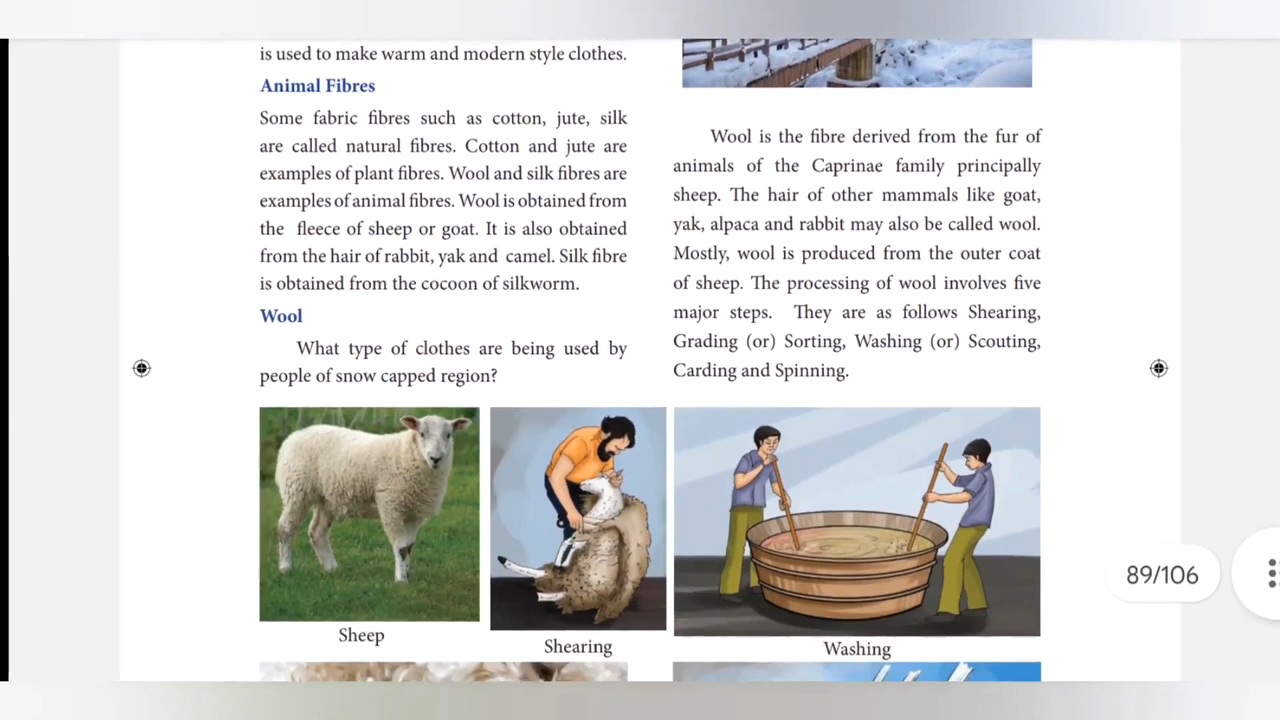 is used to make warm and modern style clothes.
Animal Fibres
Some fabric fibres such as cotton, jute, silk
are called natural fibres. Cotton and jute are
examples of plant fibres. Wool and silk fibres are
examples of animal fibres. Wool is obtained from
the fleece of sheep or goat. It is also obtained
from the hair of rabbit, yak and camel. Silk fibre
is obtained from the cocoon of silkworm.
Wool
What type of clothes are being used by
people of snow capped region?
Wool is the fibre derived from the fur of
animals of the Caprinae family principally
sheep. The hair of other mammals like goat,
yak, alpaca and rabbit may also be called wool.
Mostly, wool is produced from the outer coat
of sheep. The processing of wool involves five
major steps. They are as follows Shearing,
Grading (or) Sorting, Washing (or) Scouting,
Carding and Spinning.
Sheep
Shearing
Washing
89/106